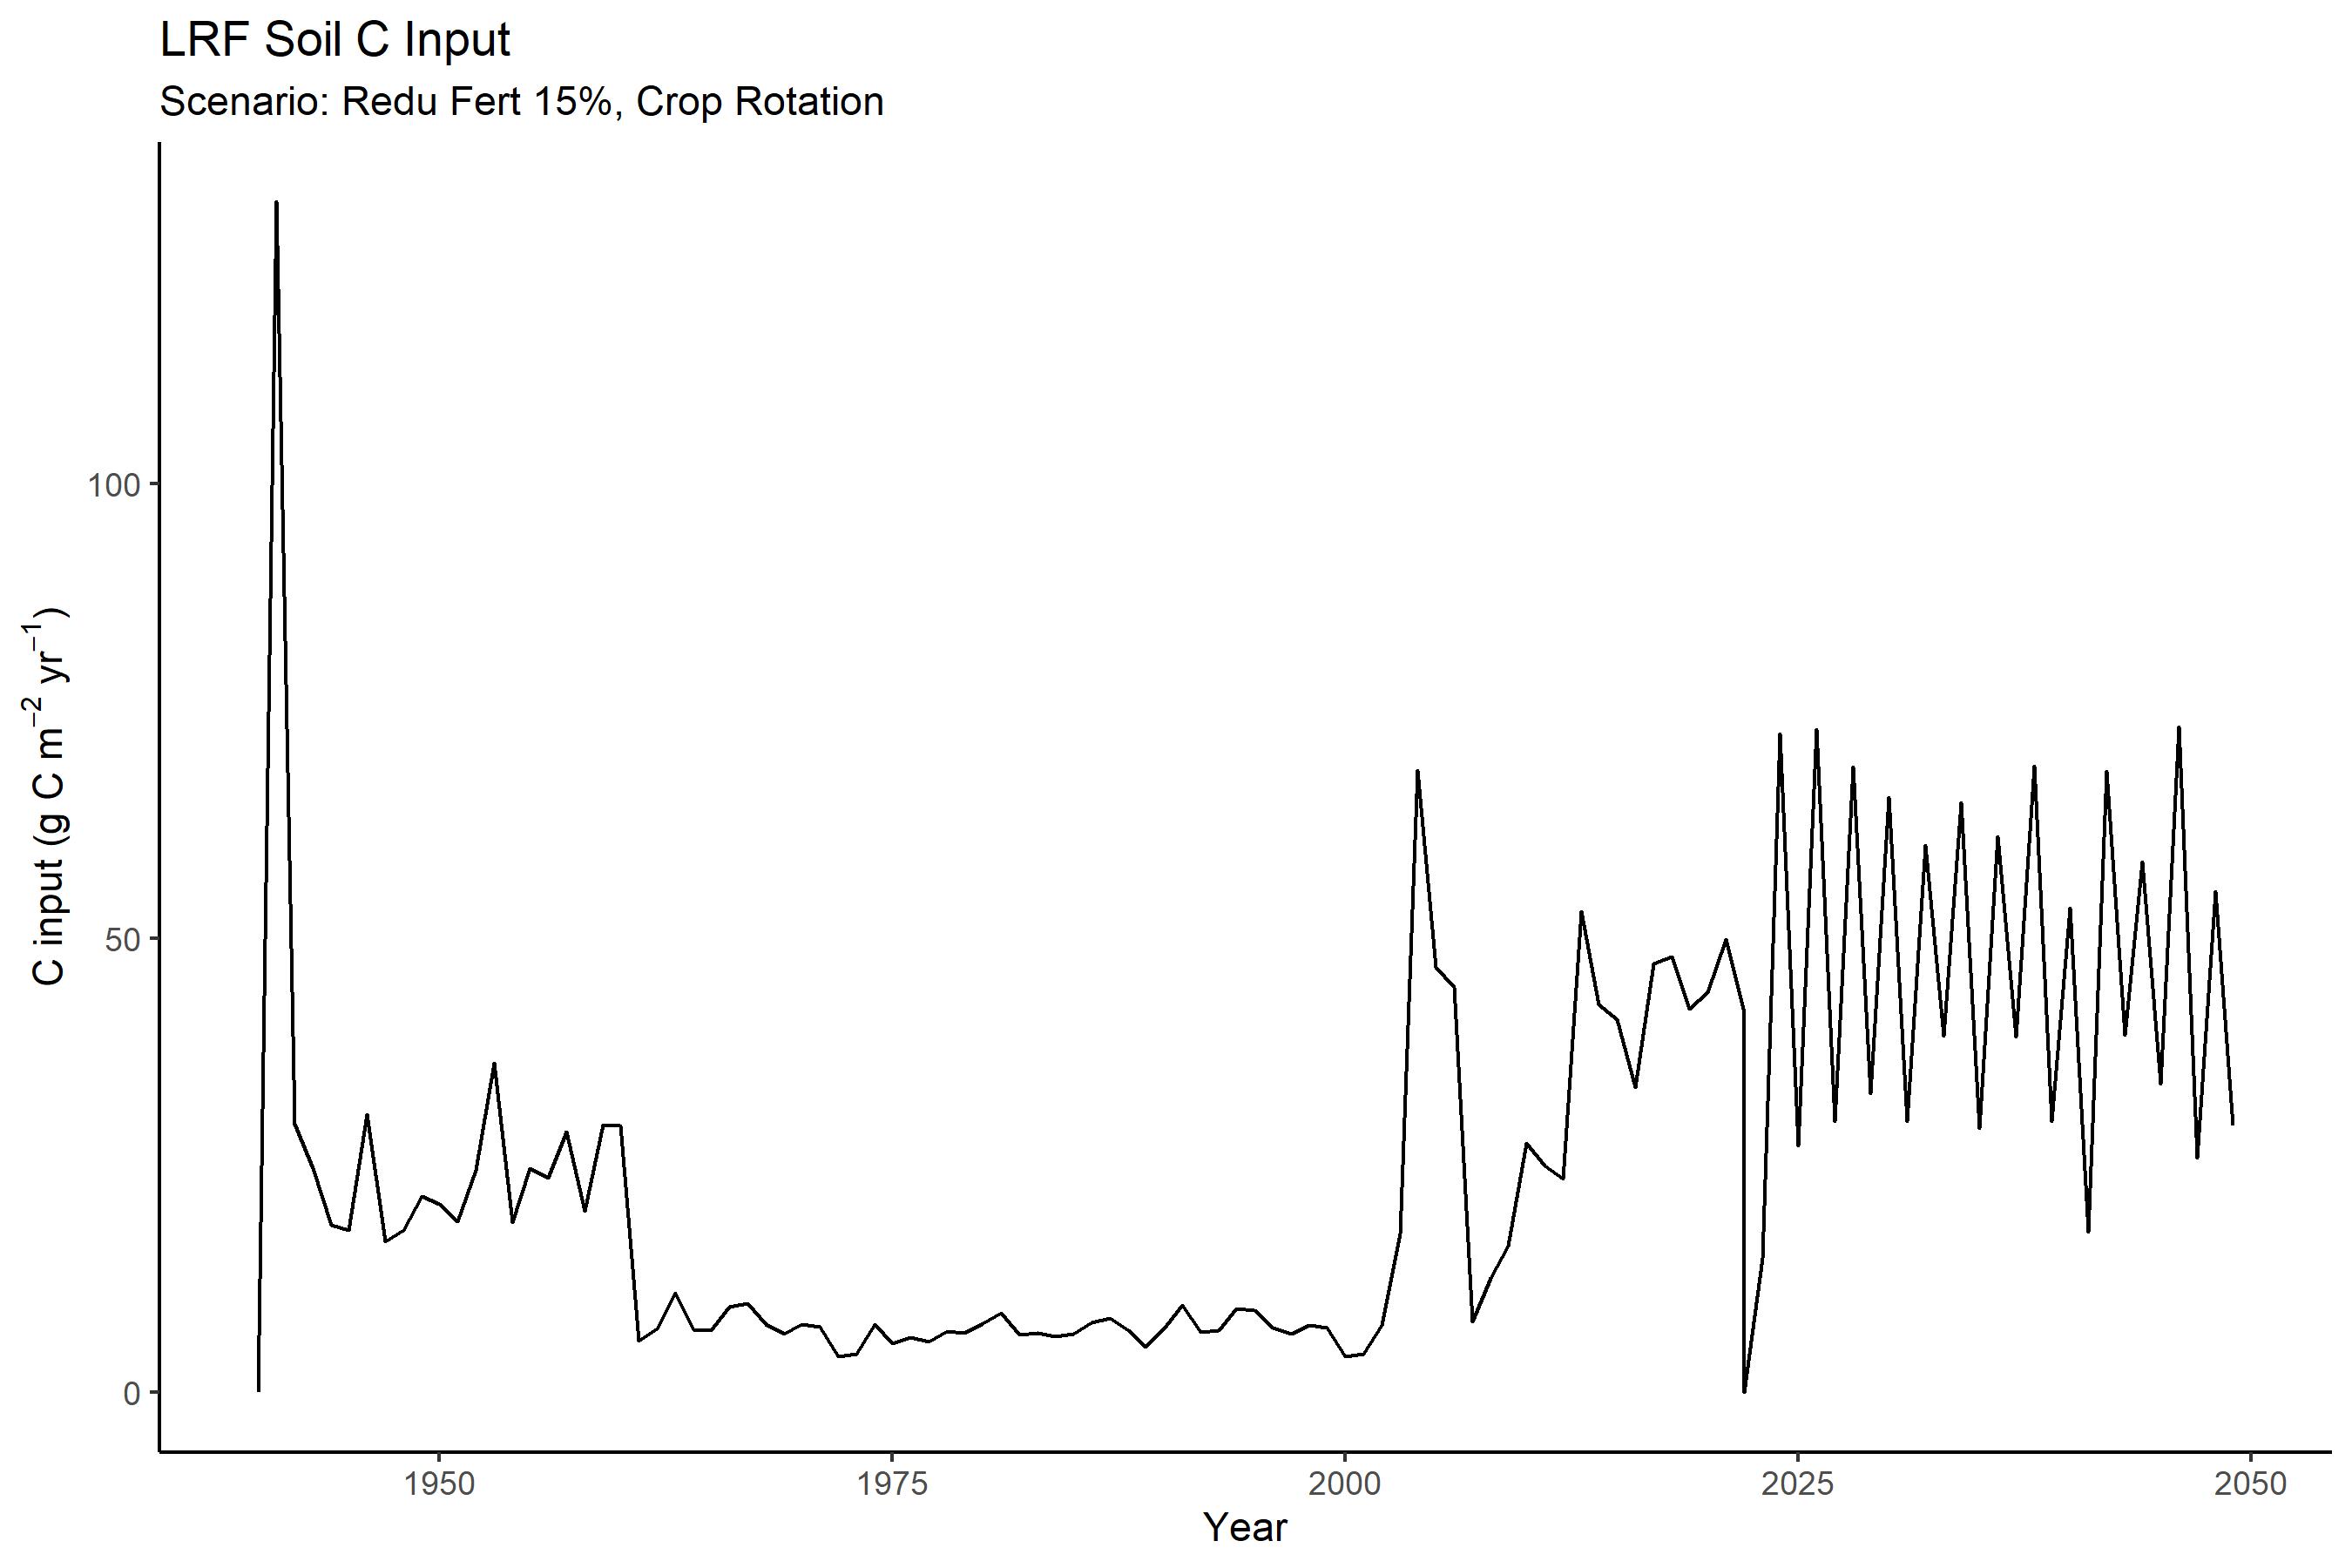 LRF Soil C Input
Scenario: Redu Fert 15%, Crop Rotation
C input (g C m⁻² yr⁻¹)
100
50
0
1950 1975 2000 2025 2050
Year